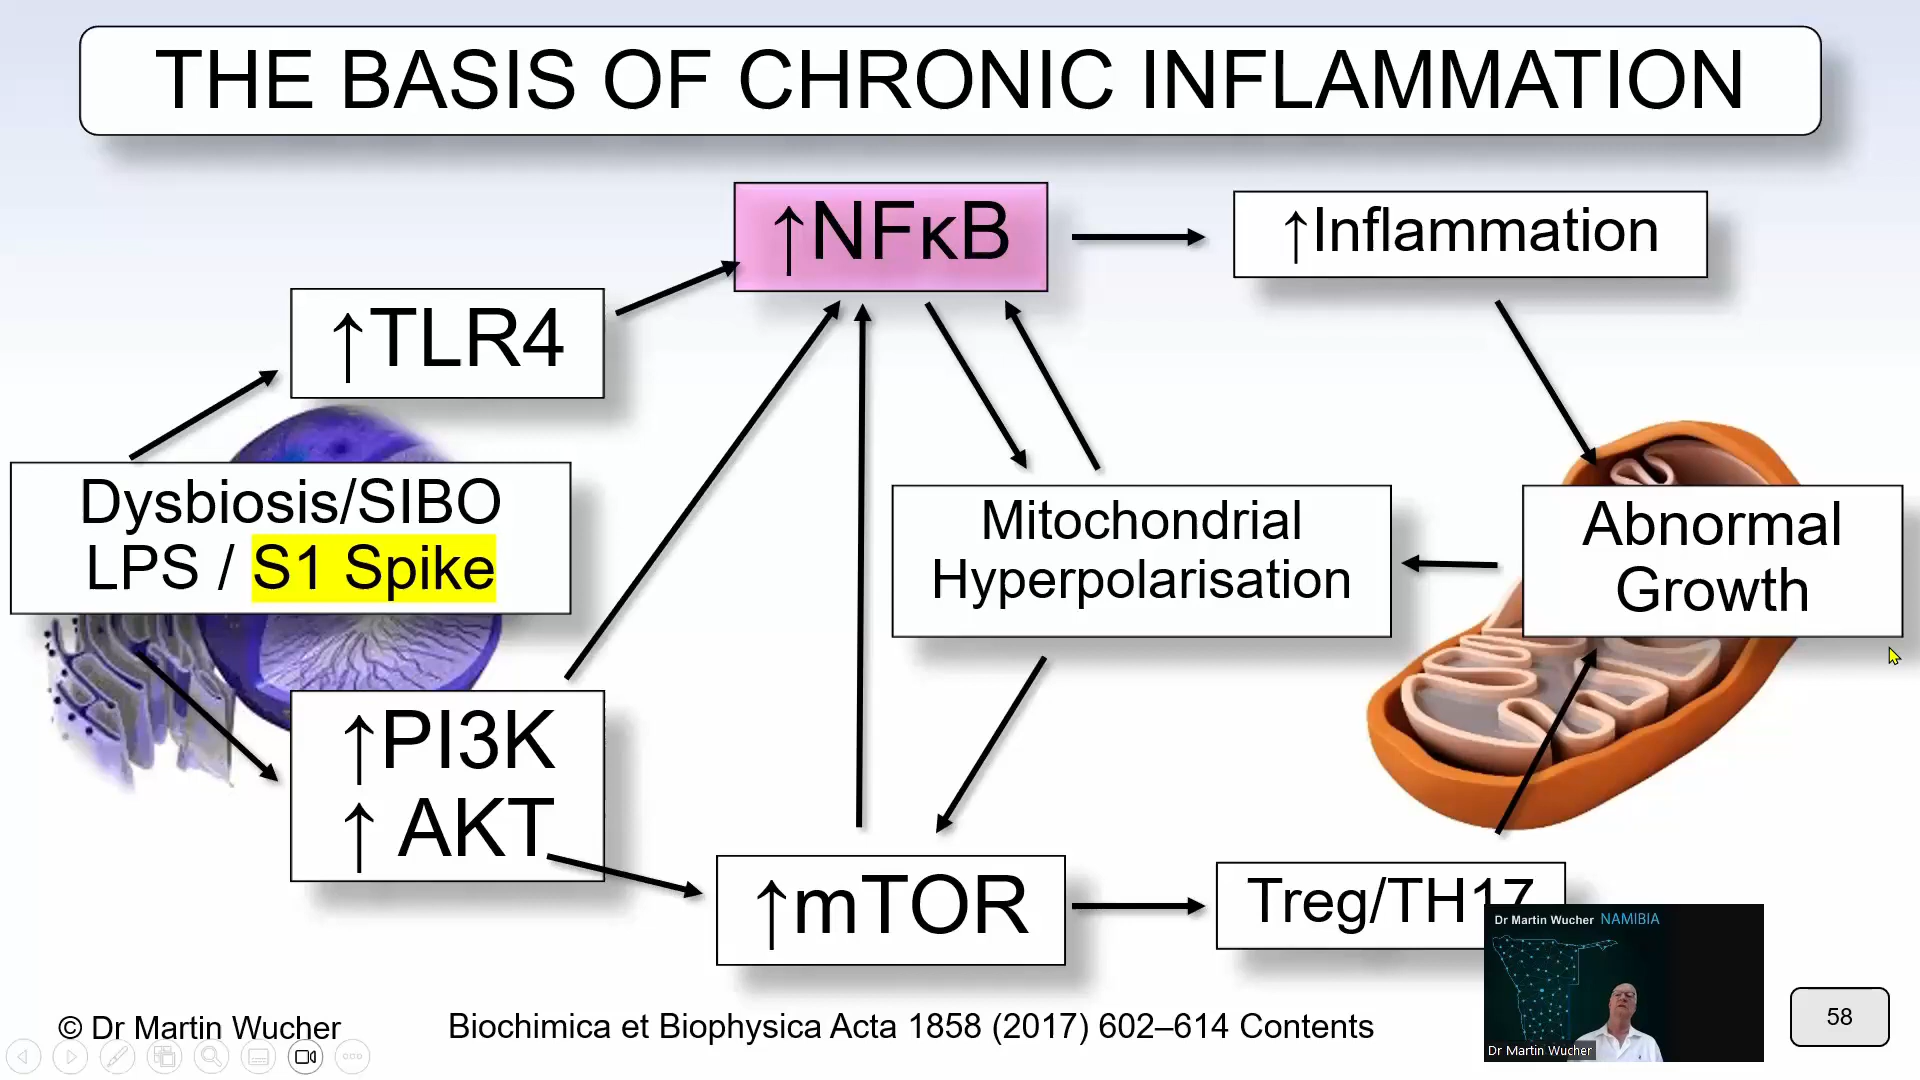 THE BASIS OF CHRONIC INFLAMMATION
↑NFκB
↑Inflammation
↑TLR4
Dysbiosis/SIBO
LPS / S1 Spike
Mitochondrial
Hyperpolarisation
Abnormal
Growth
↑PI3K
↑ AKT
↑mTOR
Treg/TH17
Dr Martin Wucher NAMIBIA
Dr Martin Wucher
© Dr Martin Wucher
Biochimica et Biophysica Acta 1858 (2017) 602–614 Contents
58